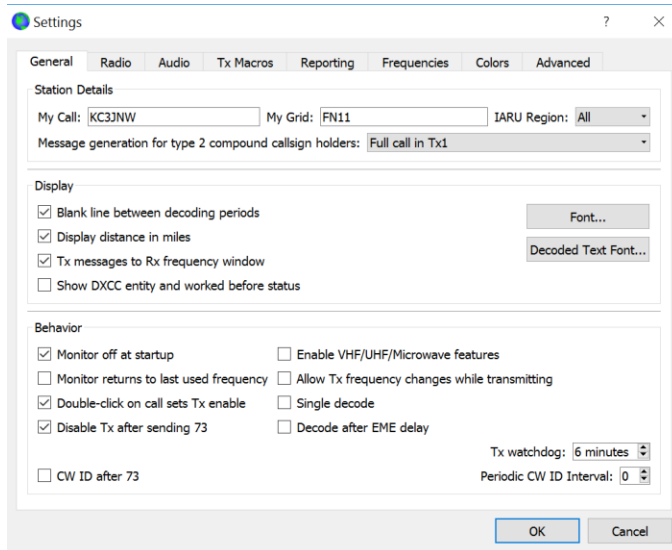 Settings ? ×
General Radio Audio Tx Macros Reporting Frequencies Colors Advanced
Station Details
My Call: KC3JNW My Grid: FN11 IARU Region: All
Message generation for type 2 compound callsign holders: Full call in Tx1
Display
Blank line between decoding periods
Font...
Display distance in miles
Decoded Text Font...
Tx messages to Rx frequency window
Show DXCC entity and worked before status
Behavior
Monitor off at startup Enable VHF/UHF/Microwave features
Monitor returns to last used frequency Allow Tx frequency changes while transmitting
Double-click on call sets Tx enable Single decode
Disable Tx after sending 73 Decode after EME delay
Tx watchdog: 6 minutes
CW ID after 73 Periodic CW ID Interval: 0
OK Cancel